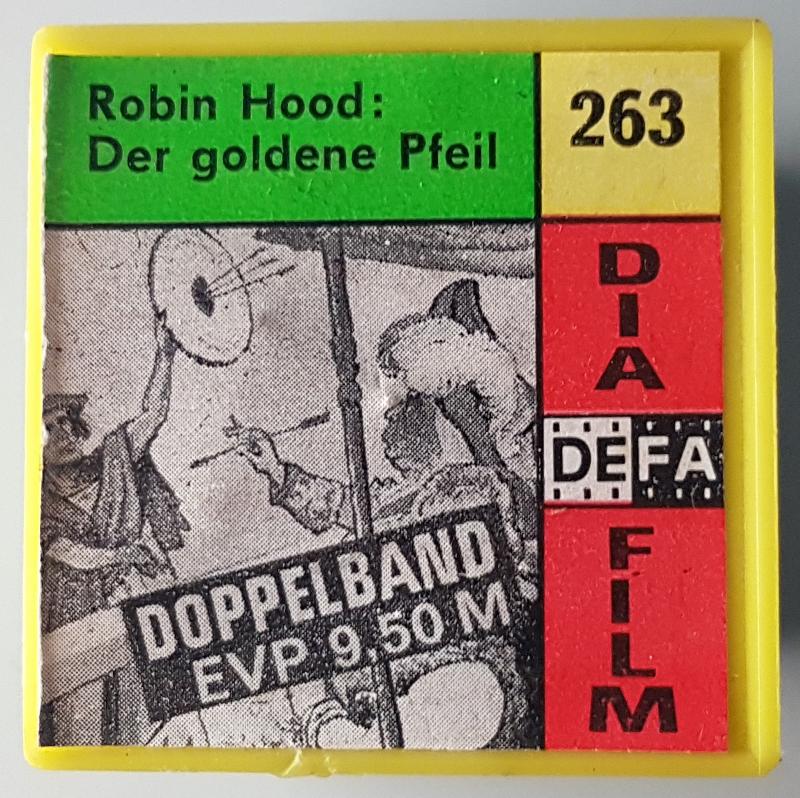 Robin Hood:
Der goldene Pfeil
263
DIA
DEFA
FILM
DOPPELBAND
EVP 9,50 M